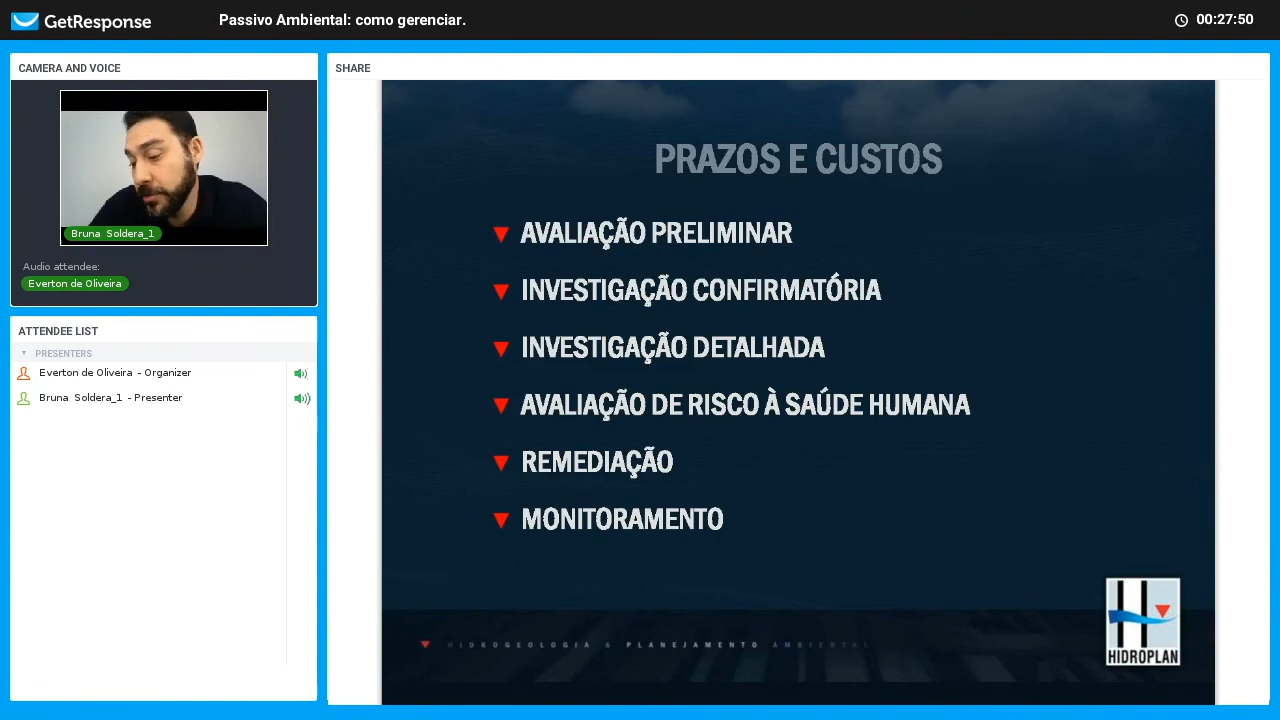 GetResponse
Passivo Ambiental: como gerenciar.
00:27:50
CAMERA AND VOICE
Bruna Soldera_1
Audio attendee:
Everton de Oliveira
ATTENDEE LIST
PRESENTERS
Everton de Oliveira - Organizer
Bruna Soldera_1 - Presenter
SHARE
PRAZOS E CUSTOS
AVALIAÇÃO PRELIMINAR
INVESTIGAÇÃO CONFIRMATÓRIA
INVESTIGAÇÃO DETALHADA
AVALIAÇÃO DE RISCO À SAÚDE HUMANA
REMEDIAÇÃO
MONITORAMENTO
HIDROGEOLOGIA & PLANEJAMENTO AMBIENTAL
HIDROPLAN